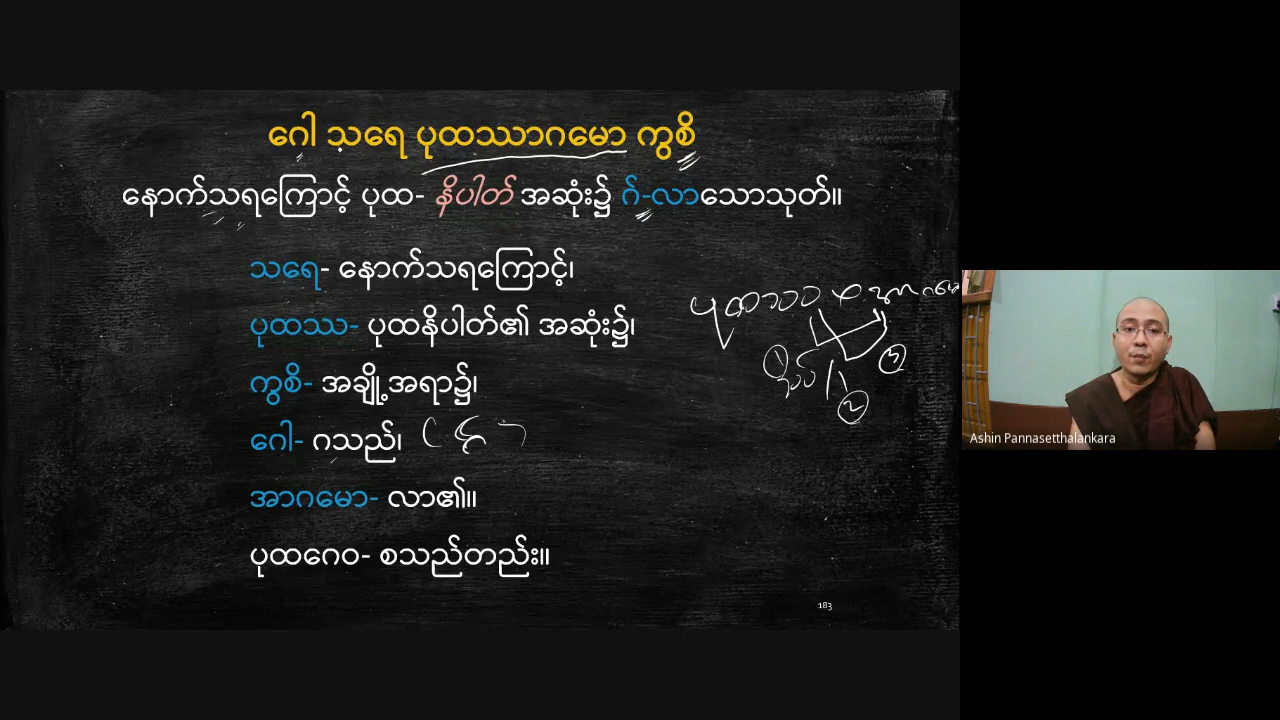 ဂေါ သရေ ပုထဿာဂမော ကွစိ
နောက်သရကြောင့် ပုထ- နိပါတ် အဆုံး၌ ဂ်-လာသောသုတ်။
သရေ- နောက်သရကြောင့်၊
ပုထဿ- ပုထနိပါတ်၏ အဆုံး၌၊
ကွစိ- အချို့အရာ၌၊
ဂေါ- ဂသည်၊
အာဂမော- လာ၏။
ပုထဂေဝ- စသည်တည်း။
183
Ashin Pannasetthalankara